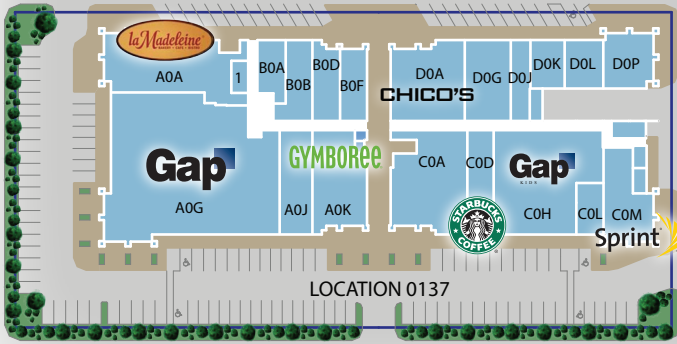 la Madeleine
A0A
1
B0A
B0B
B0D
B0F
D0A
D0G
D0J
D0K
D0L
D0P
CHICO'S
Gap
GYMBOREE
A0G
A0J
A0K
C0A
C0D
Gap
KIDS
C0H
C0L
C0M
STARBUCKS
COFFEE
Sprint
LOCATION 0137